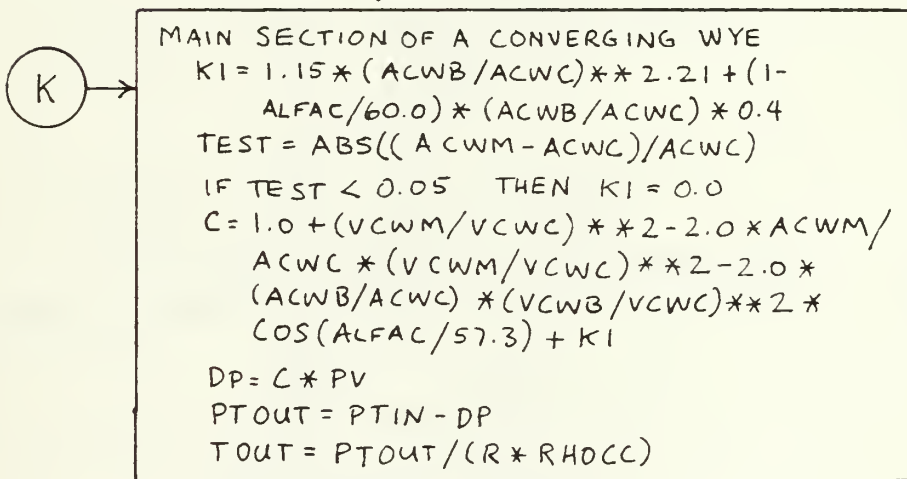 MAIN SECTION OF A CONVERGING WYE
K
K1 = 1.15 * (ACWB/ACWC) ** 2.21 + (1-
ALFAC/60.0) * (ACWB/ACWC) * 0.4
TEST = ABS((ACWM-ACWC)/ACWC)
IF TEST < 0.05 THEN K1 = 0.0
C = 1.0 + (VCWM/VCWC) ** 2 - 2.0 * ACWM/
ACWC * (VCWM/VCWC) ** 2 - 2.0 *
(ACWB/ACWC) * (VCWB/VCWC) ** 2 *
COS(ALFAC/57.3) + K1
DP = C * PV
PTOUT = PTIN - DP
TOUT = PTOUT/(R * RHOCC)